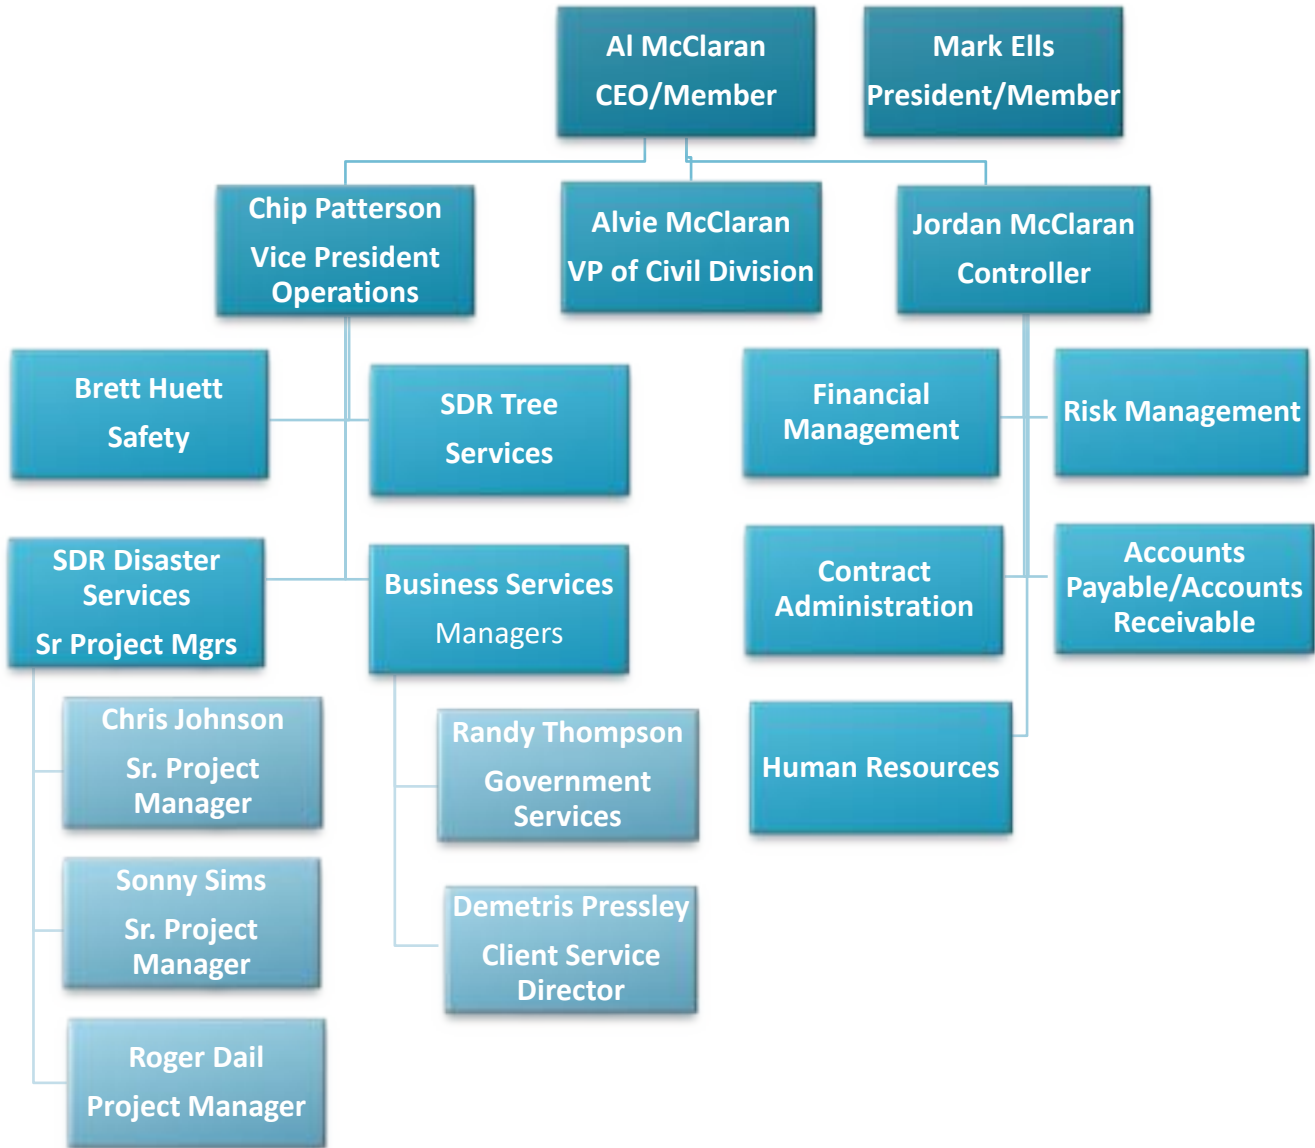 Al McClaran
CEO/Member
Mark Ells
President/Member
Chip Patterson
Vice President
Operations
Alvie McClaran
VP of Civil Division
Jordan McClaran
Controller
Brett Huett
Safety
SDR Tree
Services
Financial
Management
Risk Management
SDR Disaster
Services
Sr Project Mgrs
Business Services
Managers
Contract
Administration
Accounts
Payable/Accounts
Receivable
Chris Johnson
Sr. Project
Manager
Randy Thompson
Government
Services
Human Resources
Sonny Sims
Sr. Project
Manager
Demetris Pressley
Client Service
Director
Roger Dail
Project Manager